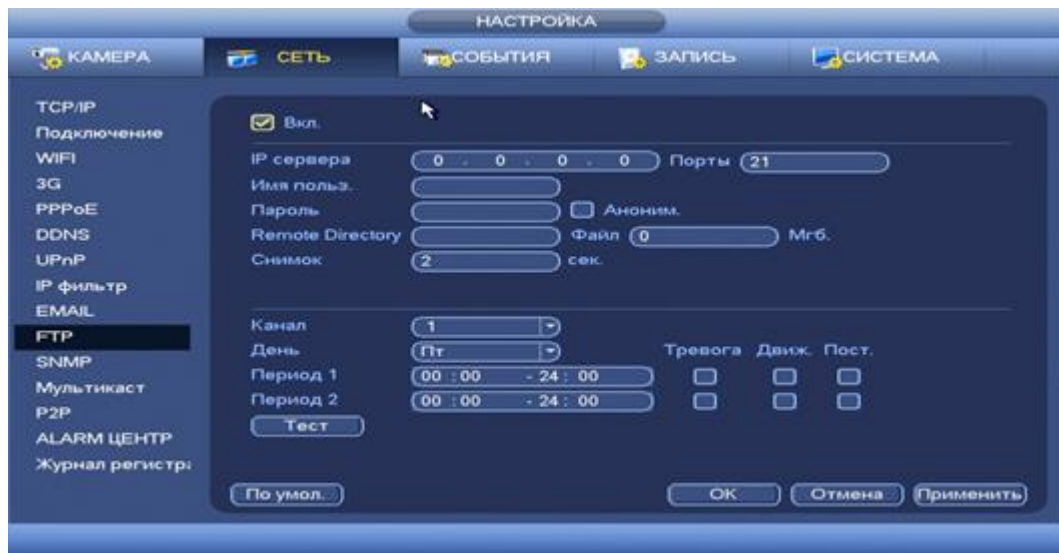 НАСТРОЙКА
КАМЕРА СЕТЬ СОБЫТИЯ ЗАПИСЬ СИСТЕМА
TCP/IP
Подключение
WIFI
3G
PPPoE
DDNS
UPnP
IP фильтр
EMAIL
FTP
SNMP
Мультикаст
P2P
ALARM ЦЕНТР
Журнал регистра
Вкл.
IP сервера 0 . 0 . 0 . 0 Порты 21
Имя польз.
Пароль Аноним.
Remote Directory Файл 0 Мгб.
Снимок 2 сек.
Канал 1
День Пт Тревога Движ. Пост.
Период 1 00 : 00 - 24 : 00
Период 2 00 : 00 - 24 : 00
Тест
По умол. OK Отмена Применить